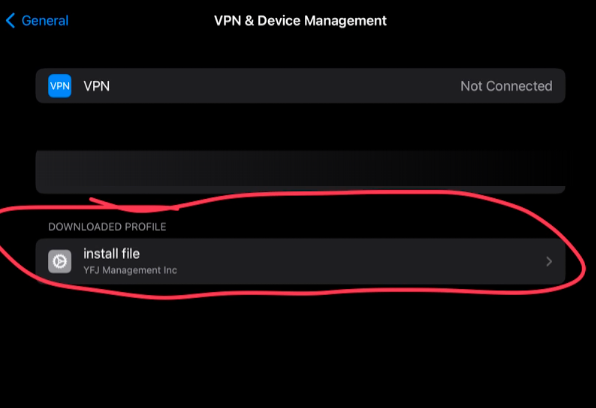 General
VPN & Device Management
VPN
VPN
Not Connected
DOWNLOADED PROFILE
install file
YFJ Management Inc